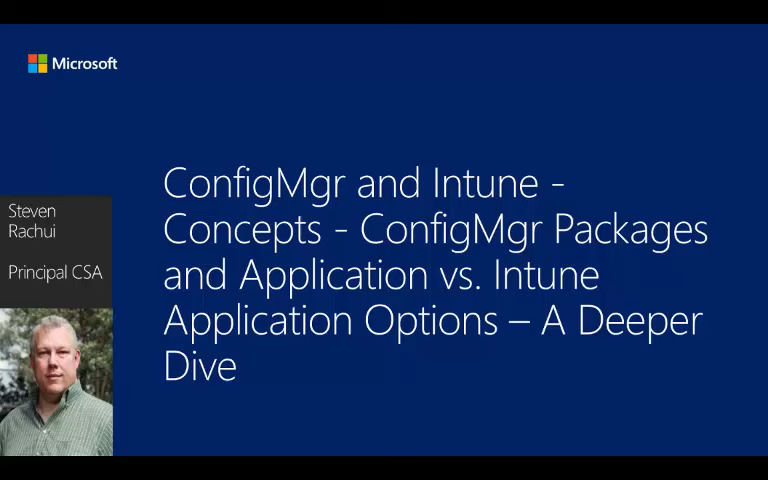 Microsoft
Steven
Rachui
Principal CSA
ConfigMgr and Intune -
Concepts - ConfigMgr Packages
and Application vs. Intune
Application Options – A Deeper
Dive